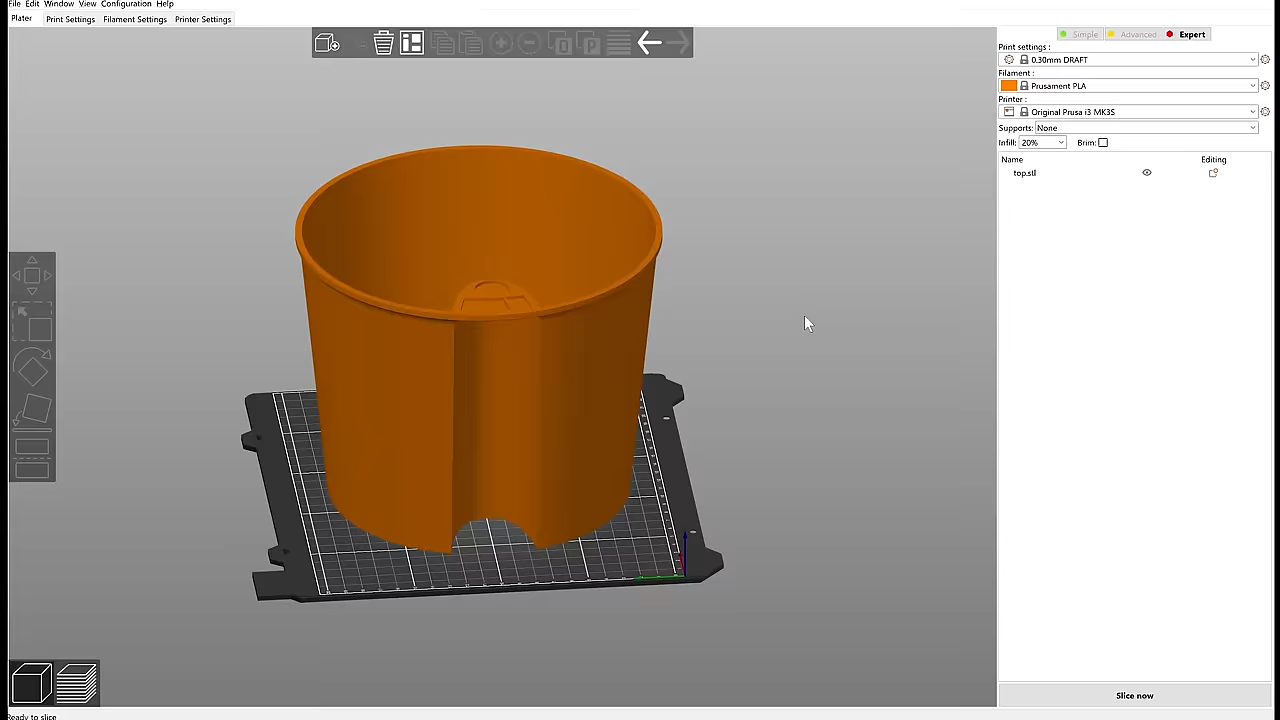 File Edit Window View Configuration Help
Plater Print Settings Filament Settings Printer Settings
Simple Advanced Expert
Print settings :
0.30mm DRAFT
Filament :
Prusament PLA
Printer :
Original Prusa i3 MK3S
Supports: None
Infill: 20% Brim:
Name Editing
top.stl
Slice now
Ready to slice